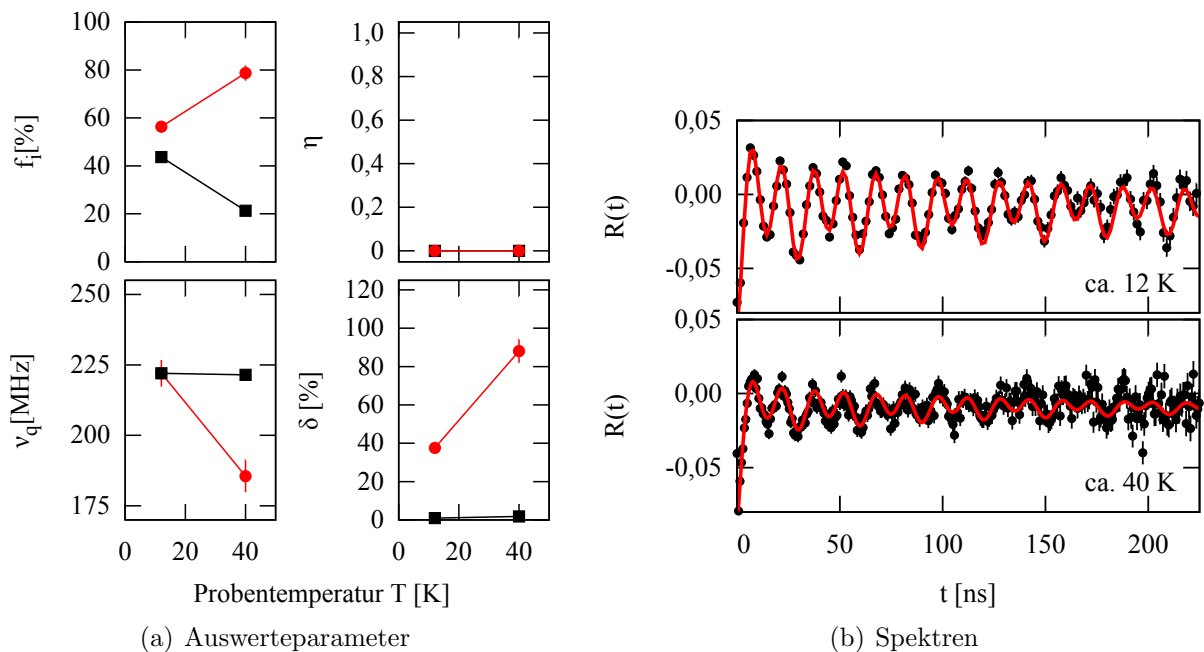 100
80
60
40
20
0
f_i[%]
1,0
0,8
0,6
0,4
0,2
0
η
250
225
200
175
ν_q[MHz]
0 20 40
120
100
80
60
40
20
0
δ [%]
0 20 40
Probentemperatur T [K]
(a) Auswerteparameter
0,05
0,00
-0,05
R(t)
ca. 12 K
0,05
0,00
-0,05
R(t)
ca. 40 K
0 50 100 150 200
t [ns]
(b) Spektren